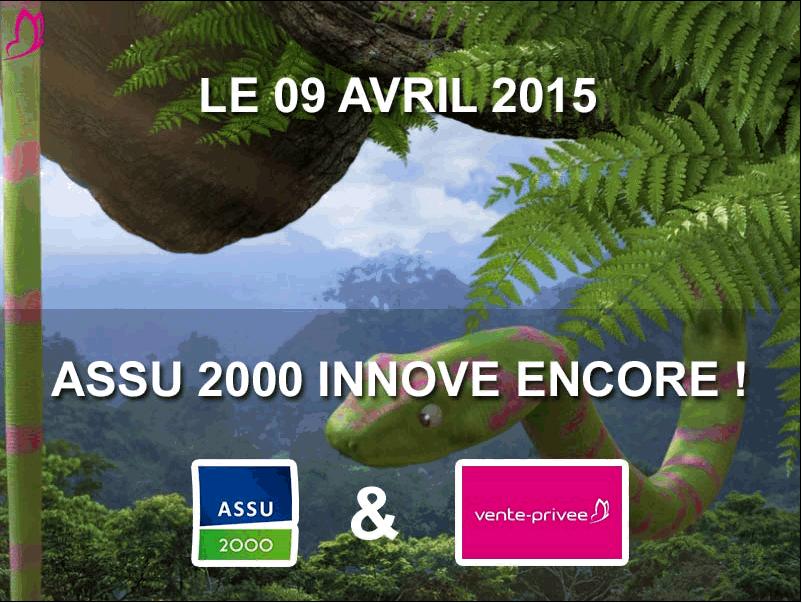 LE 09 AVRIL 2015
ASSU 2000 INNOVE ENCORE !
ASSU
2000
&
vente-privee